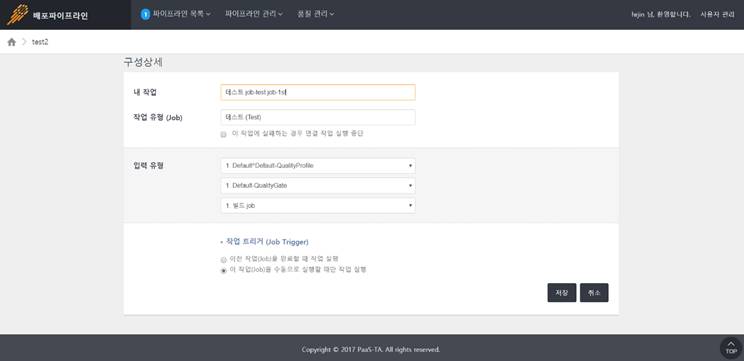 배포파이프라인
1 파이프라인 목록
파이프라인 관리
품질 관리
hejin 님, 환영합니다.
사용자 관리
test2
구성상세
내 작업
테스트 job-test job-1st
작업 유형 (Job)
테스트 (Test)
이 작업에 실패하는 경우 연결 작업 실행 중단
입력 유형
1 Default^Default-QualityProfile
1 Default-QualityGate
1 빌드 job
작업 트리거 (Job Trigger)
이전 작업(Job)을 완료할 때 작업 실행
이 작업(Job)을 수동으로 실행할 때만 작업 실행
저장
취소
Copyright © 2017 PaaS-TA. All rights reserved.
TOP